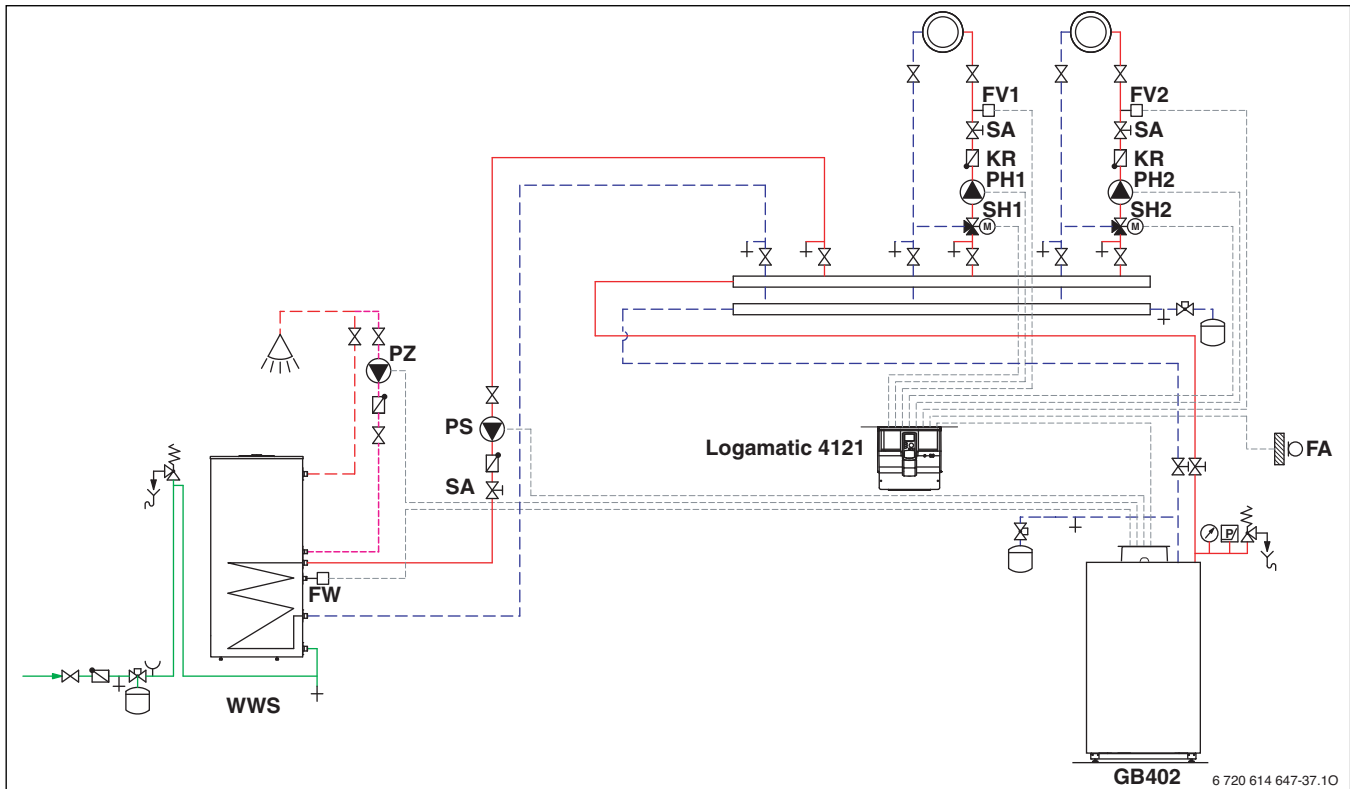 FV1
FV2
SA
SA
KR
KR
PH1
PH2
SH1
SH2
M
M
PZ
PS
Logamatic 4121
FA
SA
P
FW
WWS
GB402
6 720 614 647-37.1O